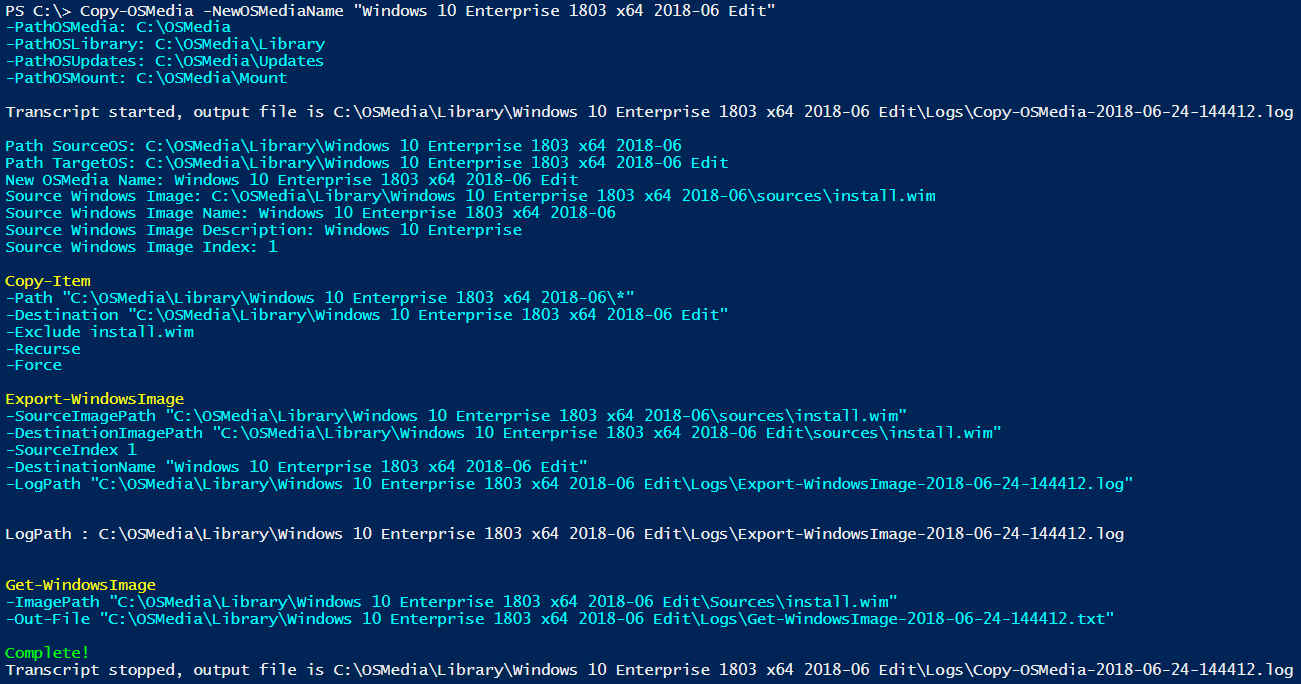 PS C:\> Copy-OSMedia -NewOSMediaName "Windows 10 Enterprise 1803 x64 2018-06 Edit"
-PathOSMedia: C:\OSMedia
-PathOSLibrary: C:\OSMedia\Library
-PathOSUpdates: C:\OSMedia\Updates
-PathOSMount: C:\OSMedia\Mount
Transcript started, output file is C:\OSMedia\Library\Windows 10 Enterprise 1803 x64 2018-06 Edit\Logs\Copy-OSMedia-2018-06-24-144412.log
Path SourceOS: C:\OSMedia\Library\Windows 10 Enterprise 1803 x64 2018-06
Path TargetOS: C:\OSMedia\Library\Windows 10 Enterprise 1803 x64 2018-06 Edit
New OSMedia Name: Windows 10 Enterprise 1803 x64 2018-06 Edit
Source Windows Image: C:\OSMedia\Library\Windows 10 Enterprise 1803 x64 2018-06\sources\install.wim
Source Windows Image Name: Windows 10 Enterprise 1803 x64 2018-06
Source Windows Image Description: Windows 10 Enterprise
Source Windows Image Index: 1
Copy-Item
-Path "C:\OSMedia\Library\Windows 10 Enterprise 1803 x64 2018-06\*"
-Destination "C:\OSMedia\Library\Windows 10 Enterprise 1803 x64 2018-06 Edit"
-Exclude install.wim
-Recurse
-Force
Export-WindowsImage
-SourceImagePath "C:\OSMedia\Library\Windows 10 Enterprise 1803 x64 2018-06\sources\install.wim"
-DestinationImagePath "C:\OSMedia\Library\Windows 10 Enterprise 1803 x64 2018-06 Edit\sources\install.wim"
-SourceIndex 1
-DestinationName "Windows 10 Enterprise 1803 x64 2018-06 Edit"
-LogPath "C:\OSMedia\Library\Windows 10 Enterprise 1803 x64 2018-06 Edit\Logs\Export-WindowsImage-2018-06-24-144412.log"
LogPath : C:\OSMedia\Library\Windows 10 Enterprise 1803 x64 2018-06 Edit\Logs\Export-WindowsImage-2018-06-24-144412.log
Get-WindowsImage
-ImagePath "C:\OSMedia\Library\Windows 10 Enterprise 1803 x64 2018-06 Edit\Sources\install.wim"
-Out-File "C:\OSMedia\Library\Windows 10 Enterprise 1803 x64 2018-06 Edit\Logs\Get-WindowsImage-2018-06-24-144412.txt"
Complete!
Transcript stopped, output file is C:\OSMedia\Library\Windows 10 Enterprise 1803 x64 2018-06 Edit\Logs\Copy-OSMedia-2018-06-24-144412.log